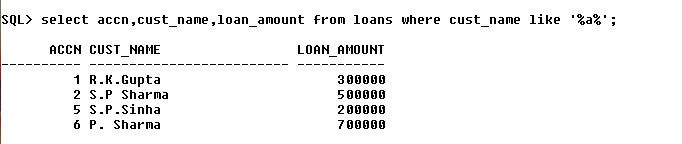 SQL> select accn,cust_name,loan_amount from loans where cust_name like '%a%';
      ACCN CUST_NAME                 LOAN_AMOUNT
---------- ------------------------- -----------
         1 R.K.Gupta                      300000
         2 S.P Sharma                     500000
         5 S.P.Sinha                      200000
         6 P. Sharma                      700000